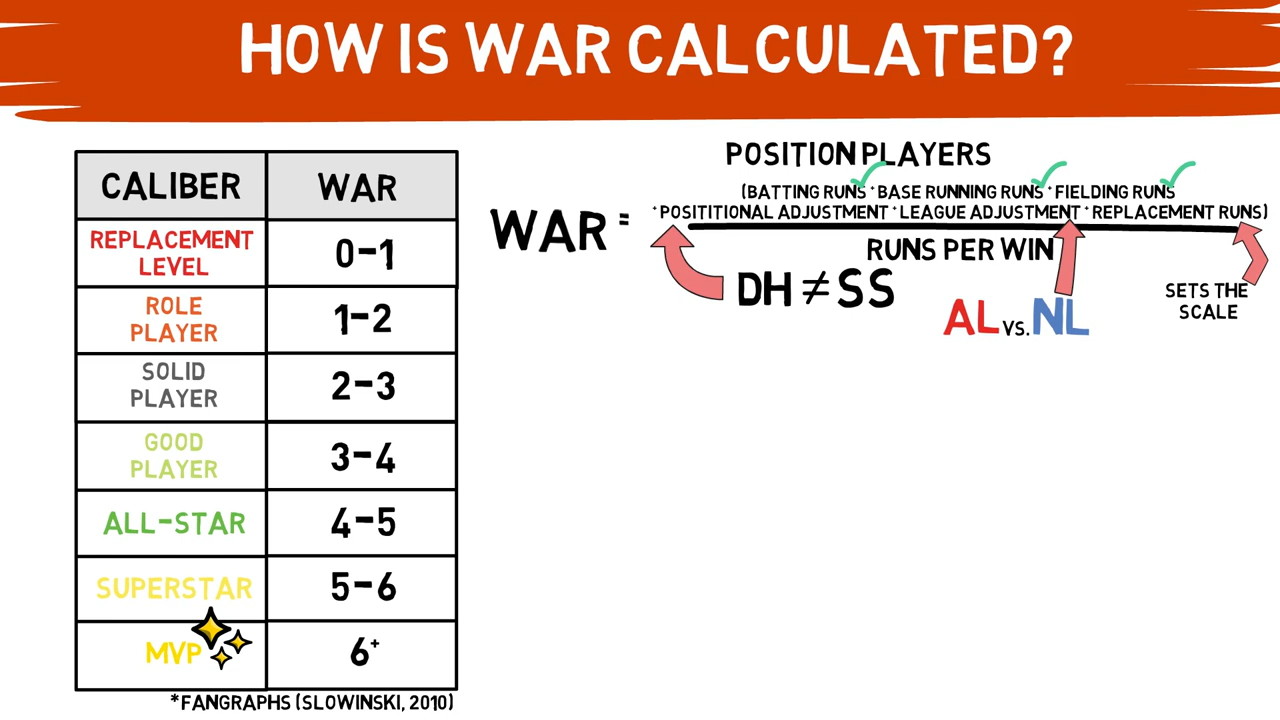 HOW IS WAR CALCULATED?
CALIBER WAR
REPLACEMENT LEVEL 0-1
ROLE PLAYER 1-2
SOLID PLAYER 2-3
GOOD PLAYER 3-4
ALL-STAR 4-5
SUPERSTAR 5-6
MVP 6+
*FANGRAPHS (SLOWINSKI, 2010)
POSITION PLAYERS
WAR =
(BATTING RUNS + BASE RUNNING RUNS + FIELDING RUNS
+ POSITITIONAL ADJUSTMENT + LEAGUE ADJUSTMENT + REPLACEMENT RUNS)
RUNS PER WIN
DH ≠ SS
AL VS. NL
SETS THE
SCALE